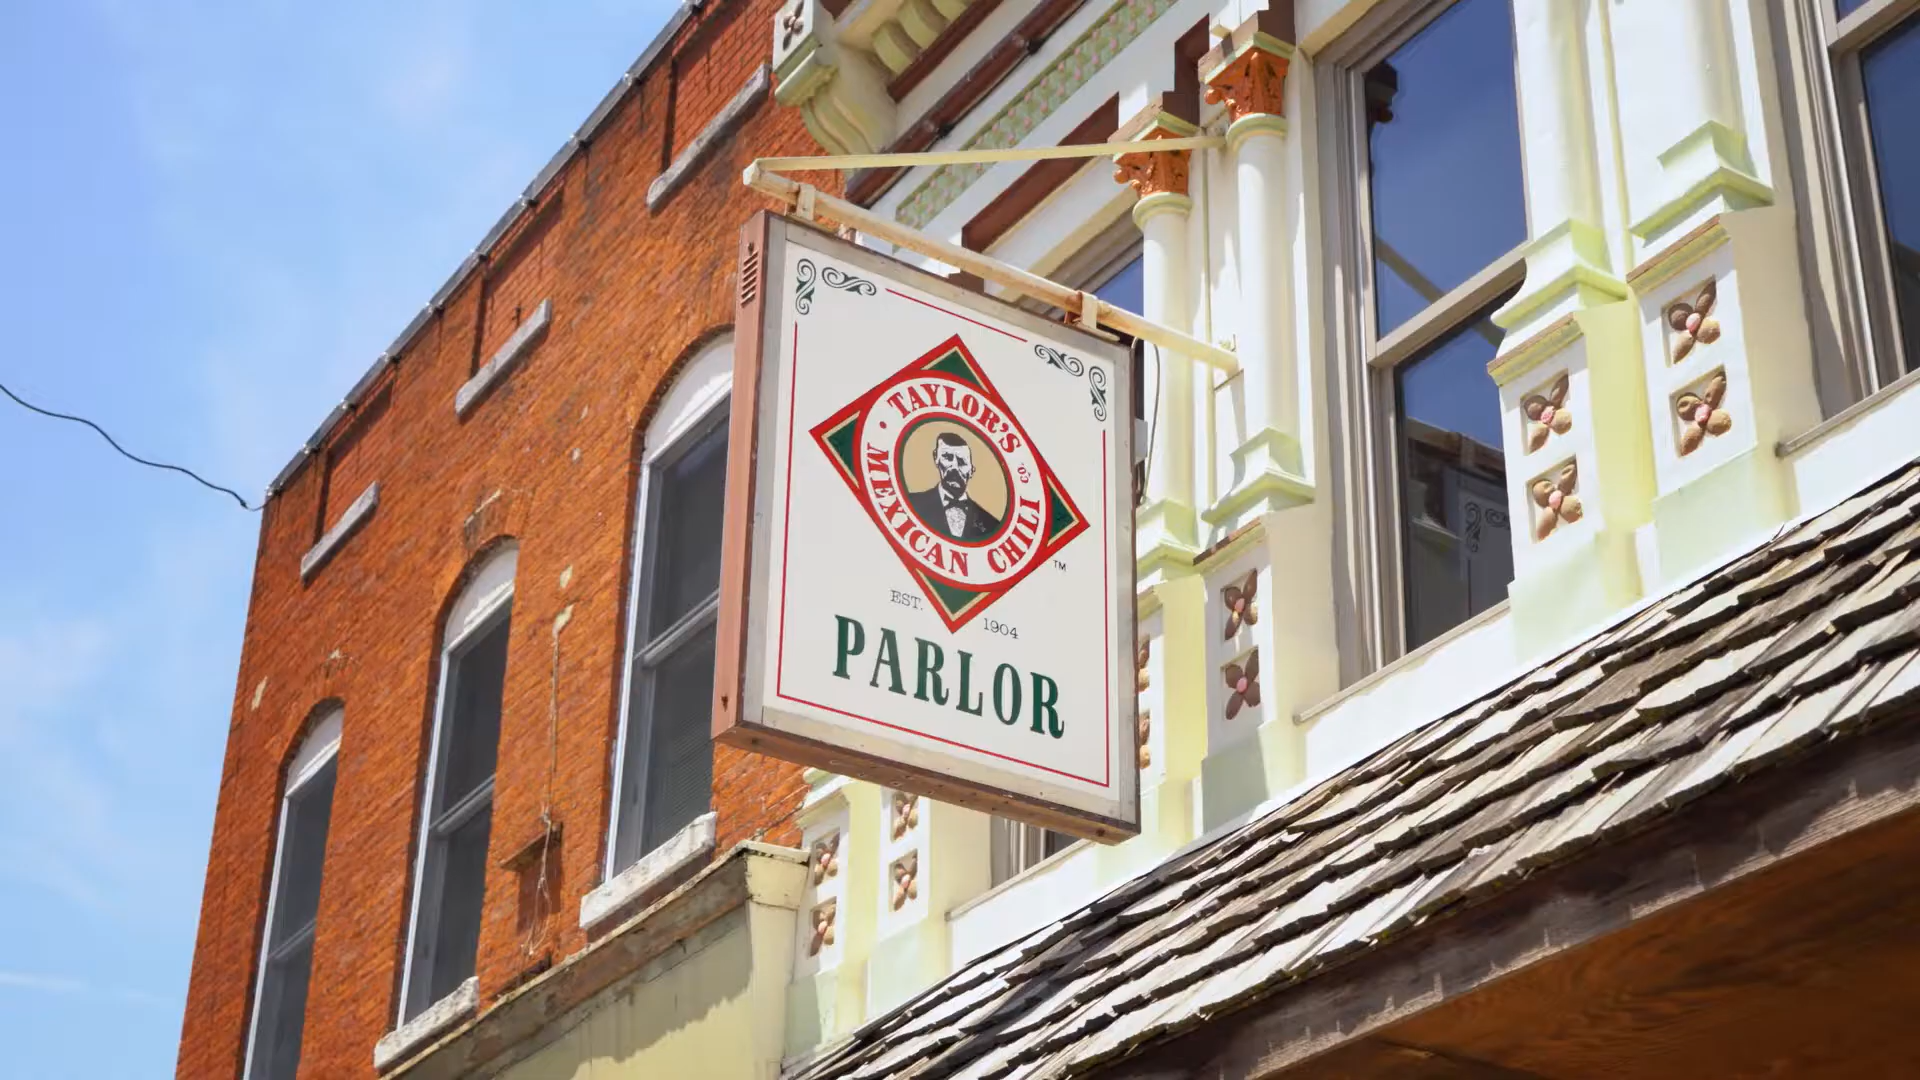 TAYLOR'S
MEXICAN CHILI Co.
TM
EST.
1904
PARLOR